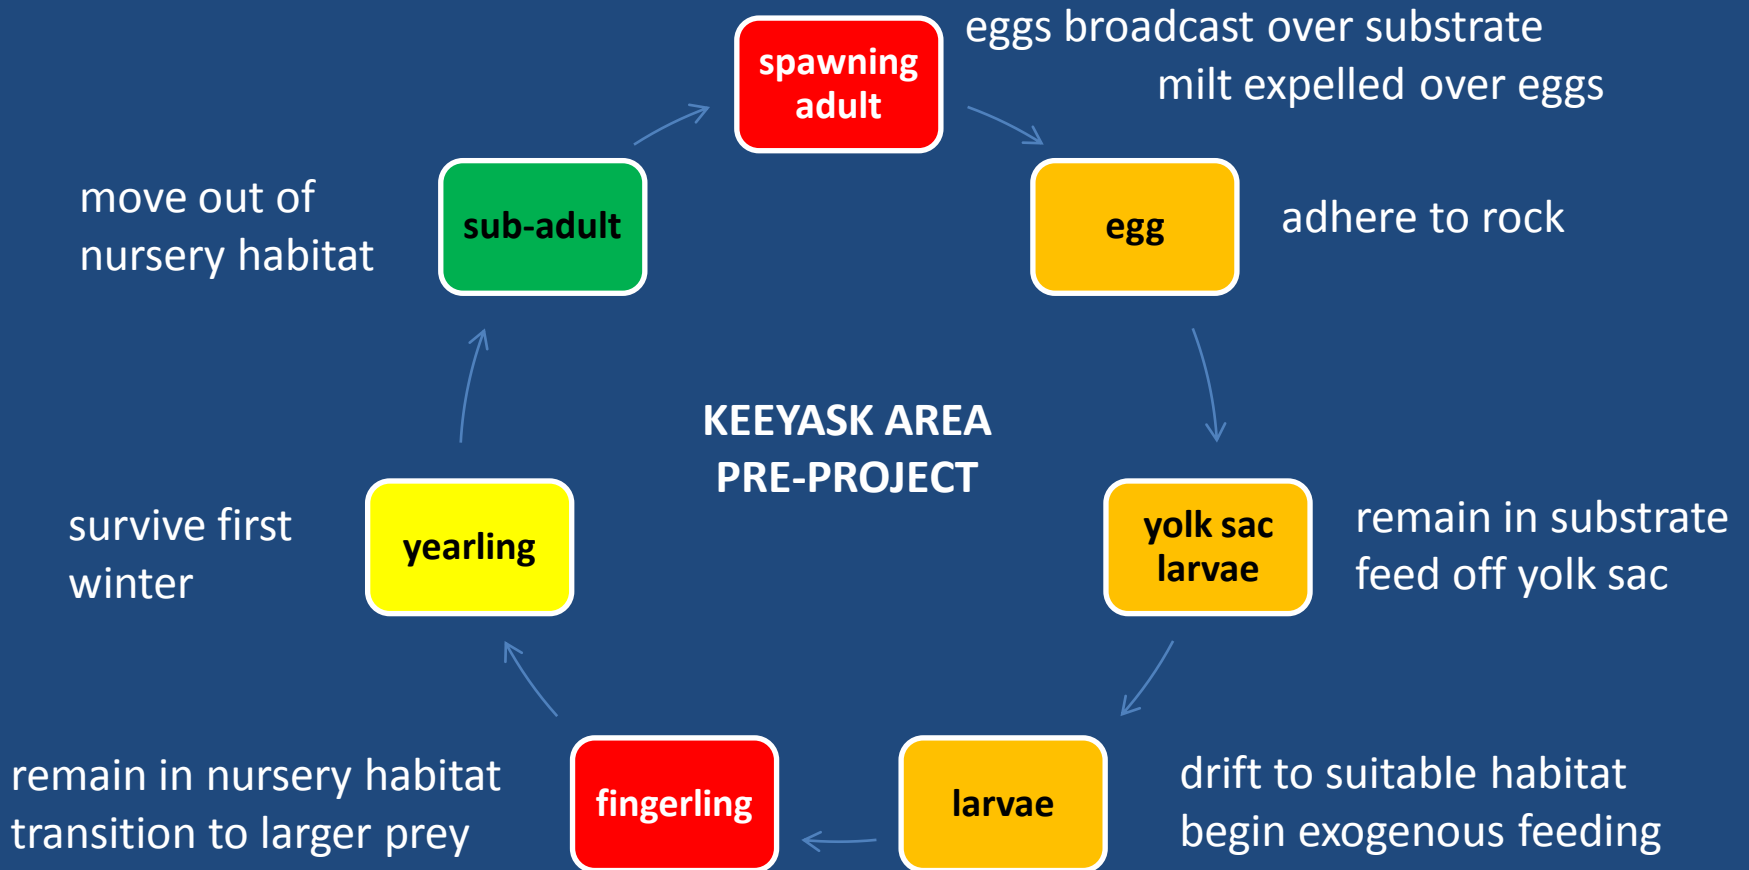 spawning
adult
eggs broadcast over substrate
milt expelled over eggs
egg
adhere to rock
yolk sac
larvae
remain in substrate
feed off yolk sac
larvae
drift to suitable habitat
begin exogenous feeding
fingerling
remain in nursery habitat
transition to larger prey
yearling
survive first
winter
sub-adult
move out of
nursery habitat
KEEYASK AREA
PRE-PROJECT